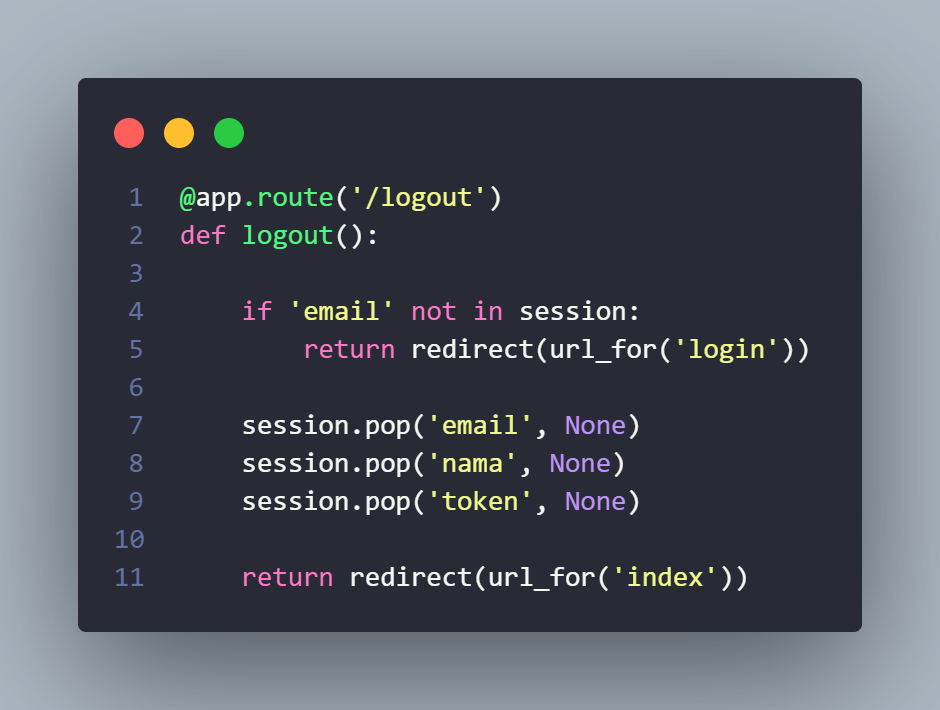 1 @app.route('/logout')
2 def logout():
3
4     if 'email' not in session:
5         return redirect(url_for('login'))
6
7     session.pop('email', None)
8     session.pop('nama', None)
9     session.pop('token', None)
10
11     return redirect(url_for('index'))